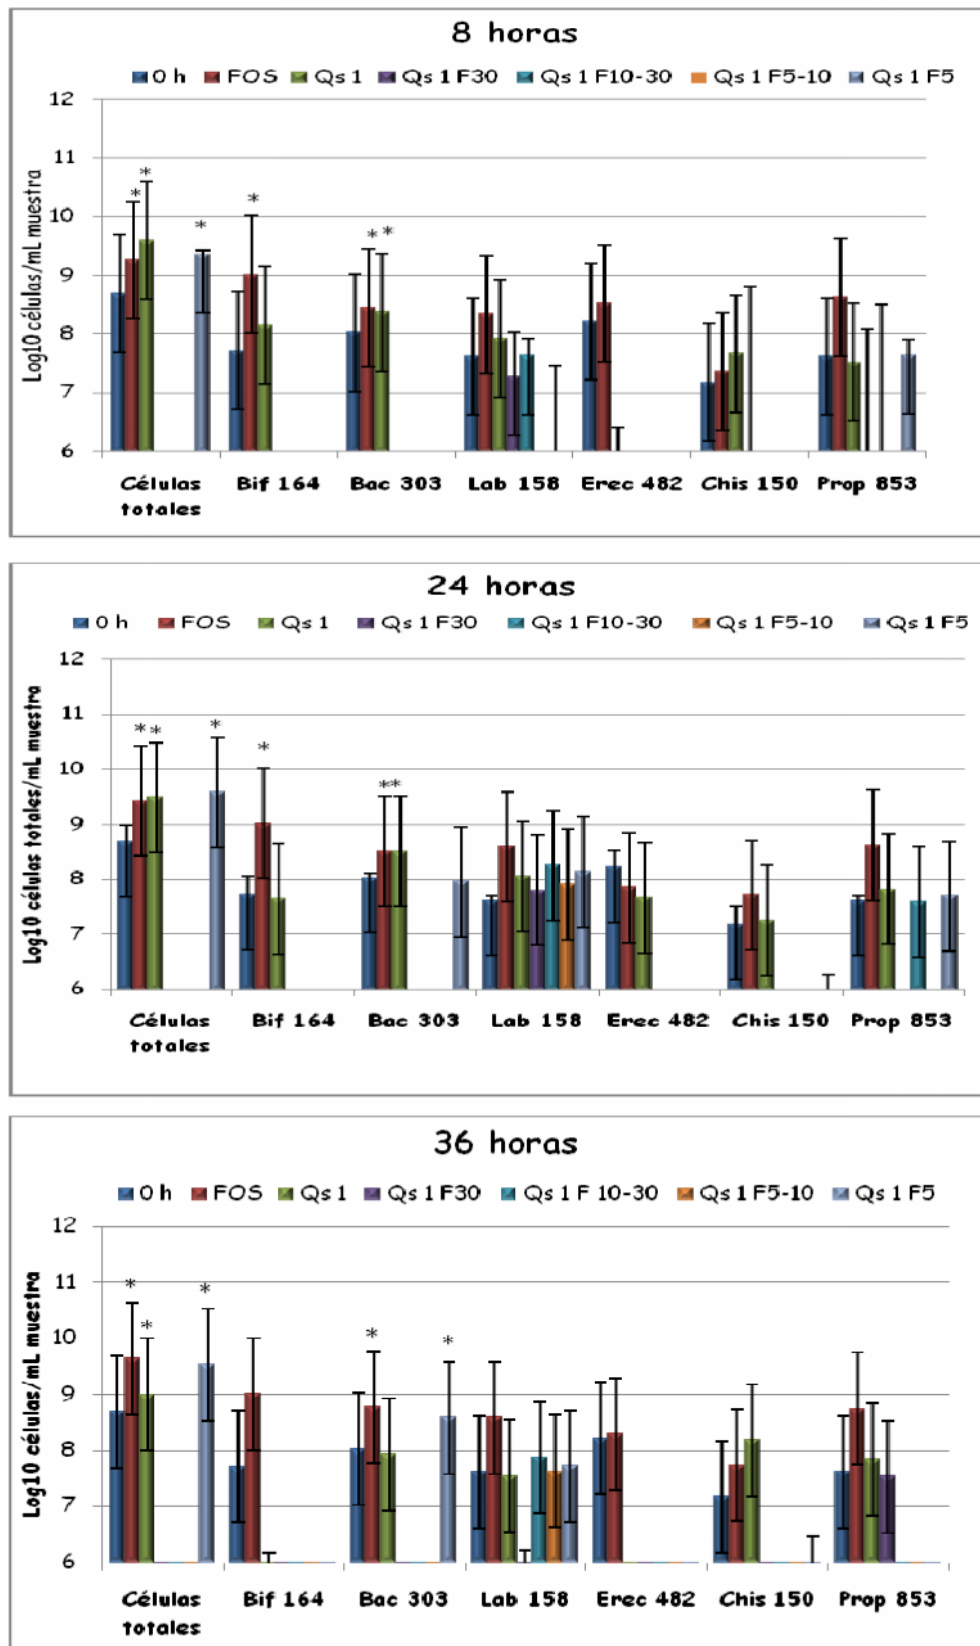 8 horas
0 h FOS Qs 1 Qs 1 F30 Qs 1 F10-30 Qs 1 F5-10 Qs 1 F5
Log10 células/mL muestra
12
11
* * *
10
* * * *
9
8
7
6
Células totales Bif 164 Bac 303 Lab 158 Erec 482 Chis 150 Prop 853
24 horas
0 h FOS Qs 1 Qs 1 F30 Qs 1 F10-30 Qs 1 F5-10 Qs 1 F5
Log10 células totales/mL muestra
12
11
* * * *
10
**
9
8
7
6
Células totales Bif 164 Bac 303 Lab 158 Erec 482 Chis 150 Prop 853
36 horas
0 h FOS Qs 1 Qs 1 F30 Qs 1 F 10-30 Qs 1 F5-10 Qs 1 F5
Log10 células/mL muestra
12
11
* *
10
* * *
9
8
7
6
Células totales Bif 164 Bac 303 Lab 158 Erec 482 Chis 150 Prop 853